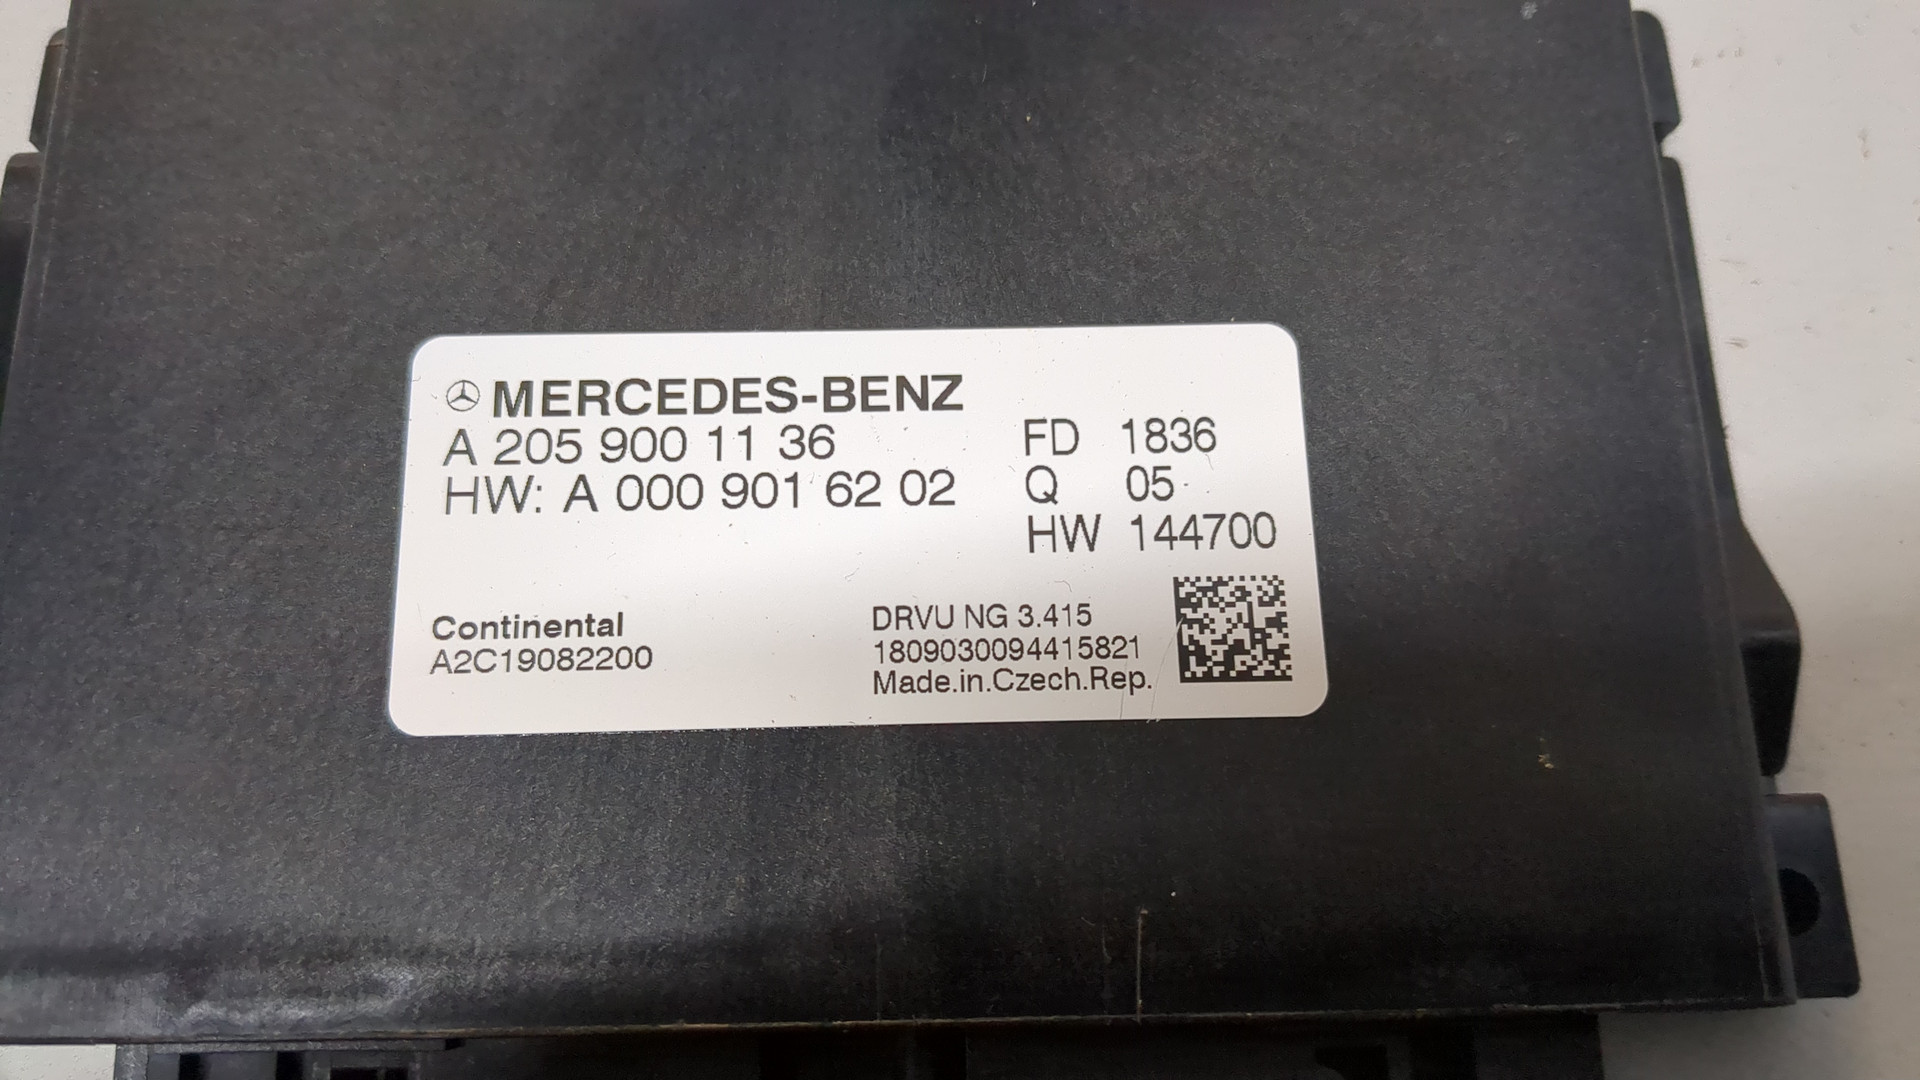 MERCEDES-BENZ
A 205 900 11 36
HW: A 000 901 62 02
FD 1836
Q 05
HW 144700
Continental
A2C19082200
DRVU NG 3.415
1809030094415821
Made.in.Czech.Rep.